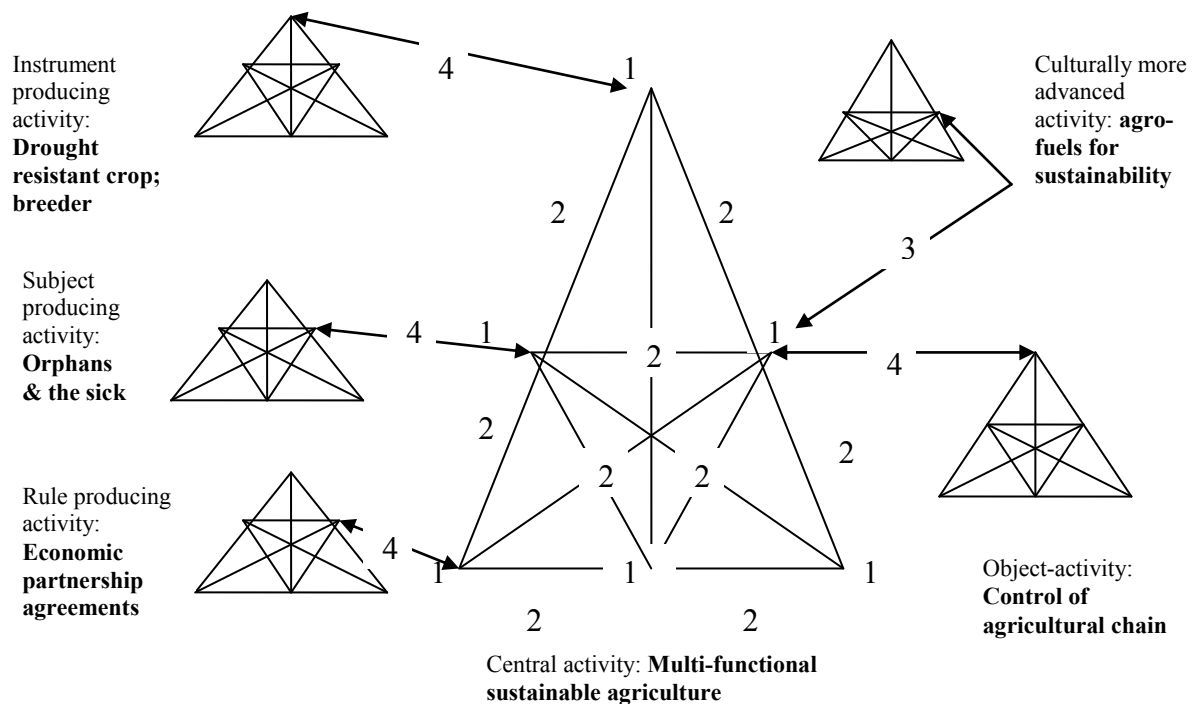 Instrument
producing
activity:
Drought
resistant crop;
breeder
4
1
Culturally more
advanced
activity: agro-
fuels for
sustainability
2
2
3
Subject
producing
activity:
Orphans
& the sick
4
1
2
1
4
2
2
2
2
Rule producing
activity:
Economic
partnership
agreements
4
1
1
1
2
2
Object-activity:
Control of
agricultural chain
Central activity: Multi-functional
sustainable agriculture